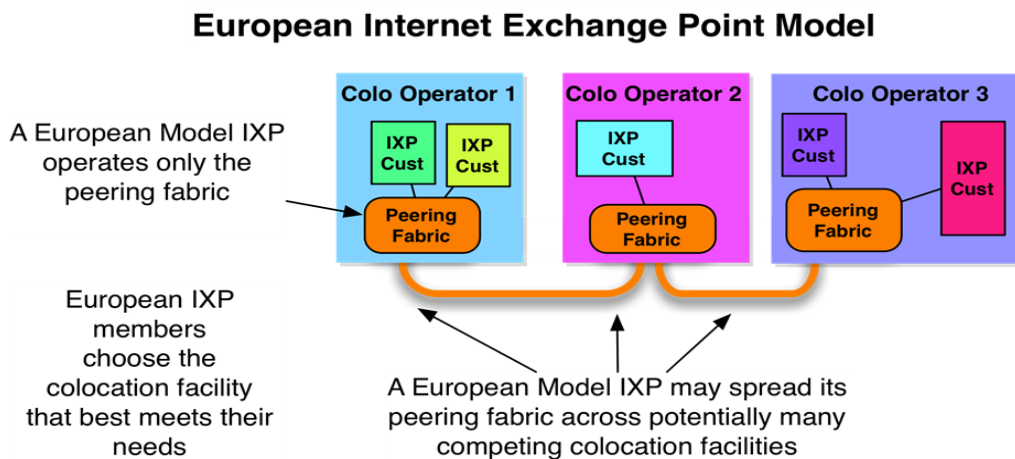 European Internet Exchange Point Model
Colo Operator 1
Colo Operator 2
Colo Operator 3
A European Model IXP
operates only the
peering fabric
IXP
Cust
IXP
Cust
IXP
Cust
IXP
Cust
IXP
Cust
Peering
Fabric
Peering
Fabric
Peering
Fabric
European IXP
members
choose the
colocation facility
that best meets their
needs
A European Model IXP may spread its
peering fabric across potentially many
competing colocation facilities